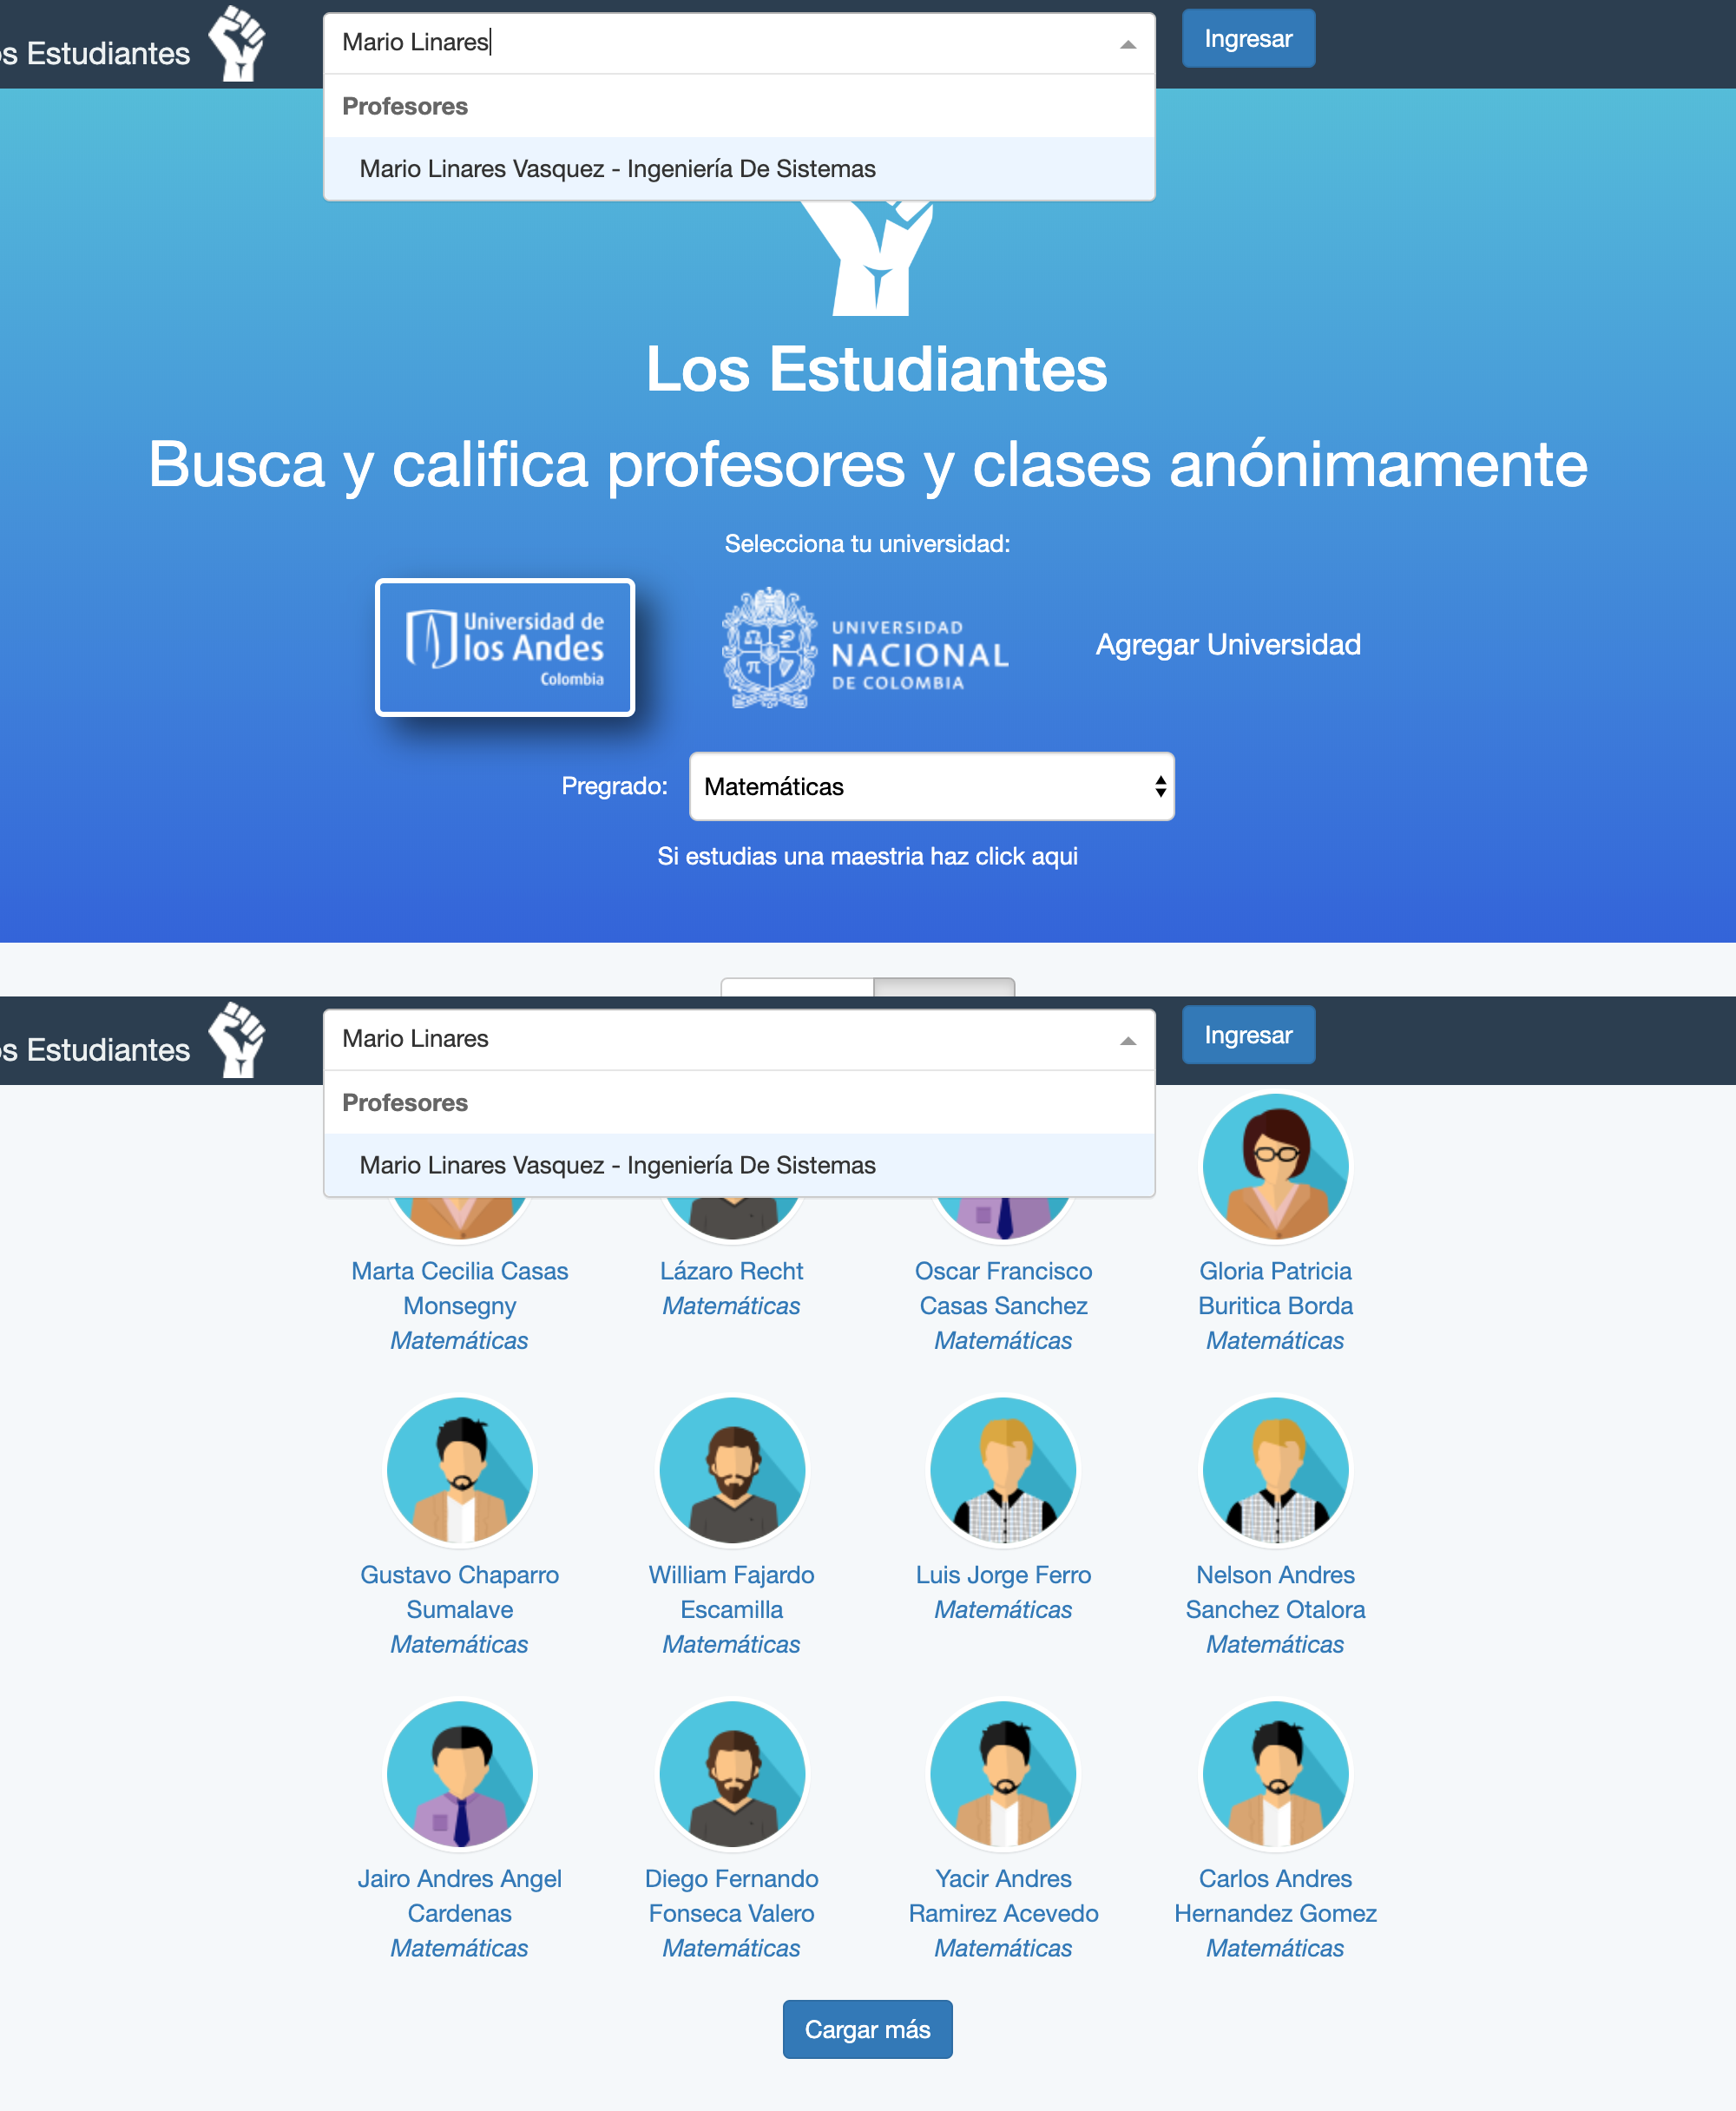 os Estudiantes
Mario Linares
Ingresar
Profesores
Mario Linares Vasquez - Ingeniería De Sistemas
Los Estudiantes
Busca y califica profesores y clases anónimamente
Selecciona tu universidad:
Universidad de
los Andes
Colombia
UNIVERSIDAD
NACIONAL
DE COLOMBIA
Agregar Universidad
Pregrado:
Matemáticas
Si estudias una maestria haz click aqui
os Estudiantes
Mario Linares
Ingresar
Profesores
Mario Linares Vasquez - Ingeniería De Sistemas
Marta Cecilia Casas
Monsegny
Matemáticas
Lázaro Recht
Matemáticas
Oscar Francisco
Casas Sanchez
Matemáticas
Gloria Patricia
Buritica Borda
Matemáticas
Gustavo Chaparro
Sumalave
Matemáticas
William Fajardo
Escamilla
Matemáticas
Luis Jorge Ferro
Matemáticas
Nelson Andres
Sanchez Otalora
Matemáticas
Jairo Andres Angel
Cardenas
Matemáticas
Diego Fernando
Fonseca Valero
Matemáticas
Yacir Andres
Ramirez Acevedo
Matemáticas
Carlos Andres
Hernandez Gomez
Matemáticas
Cargar más